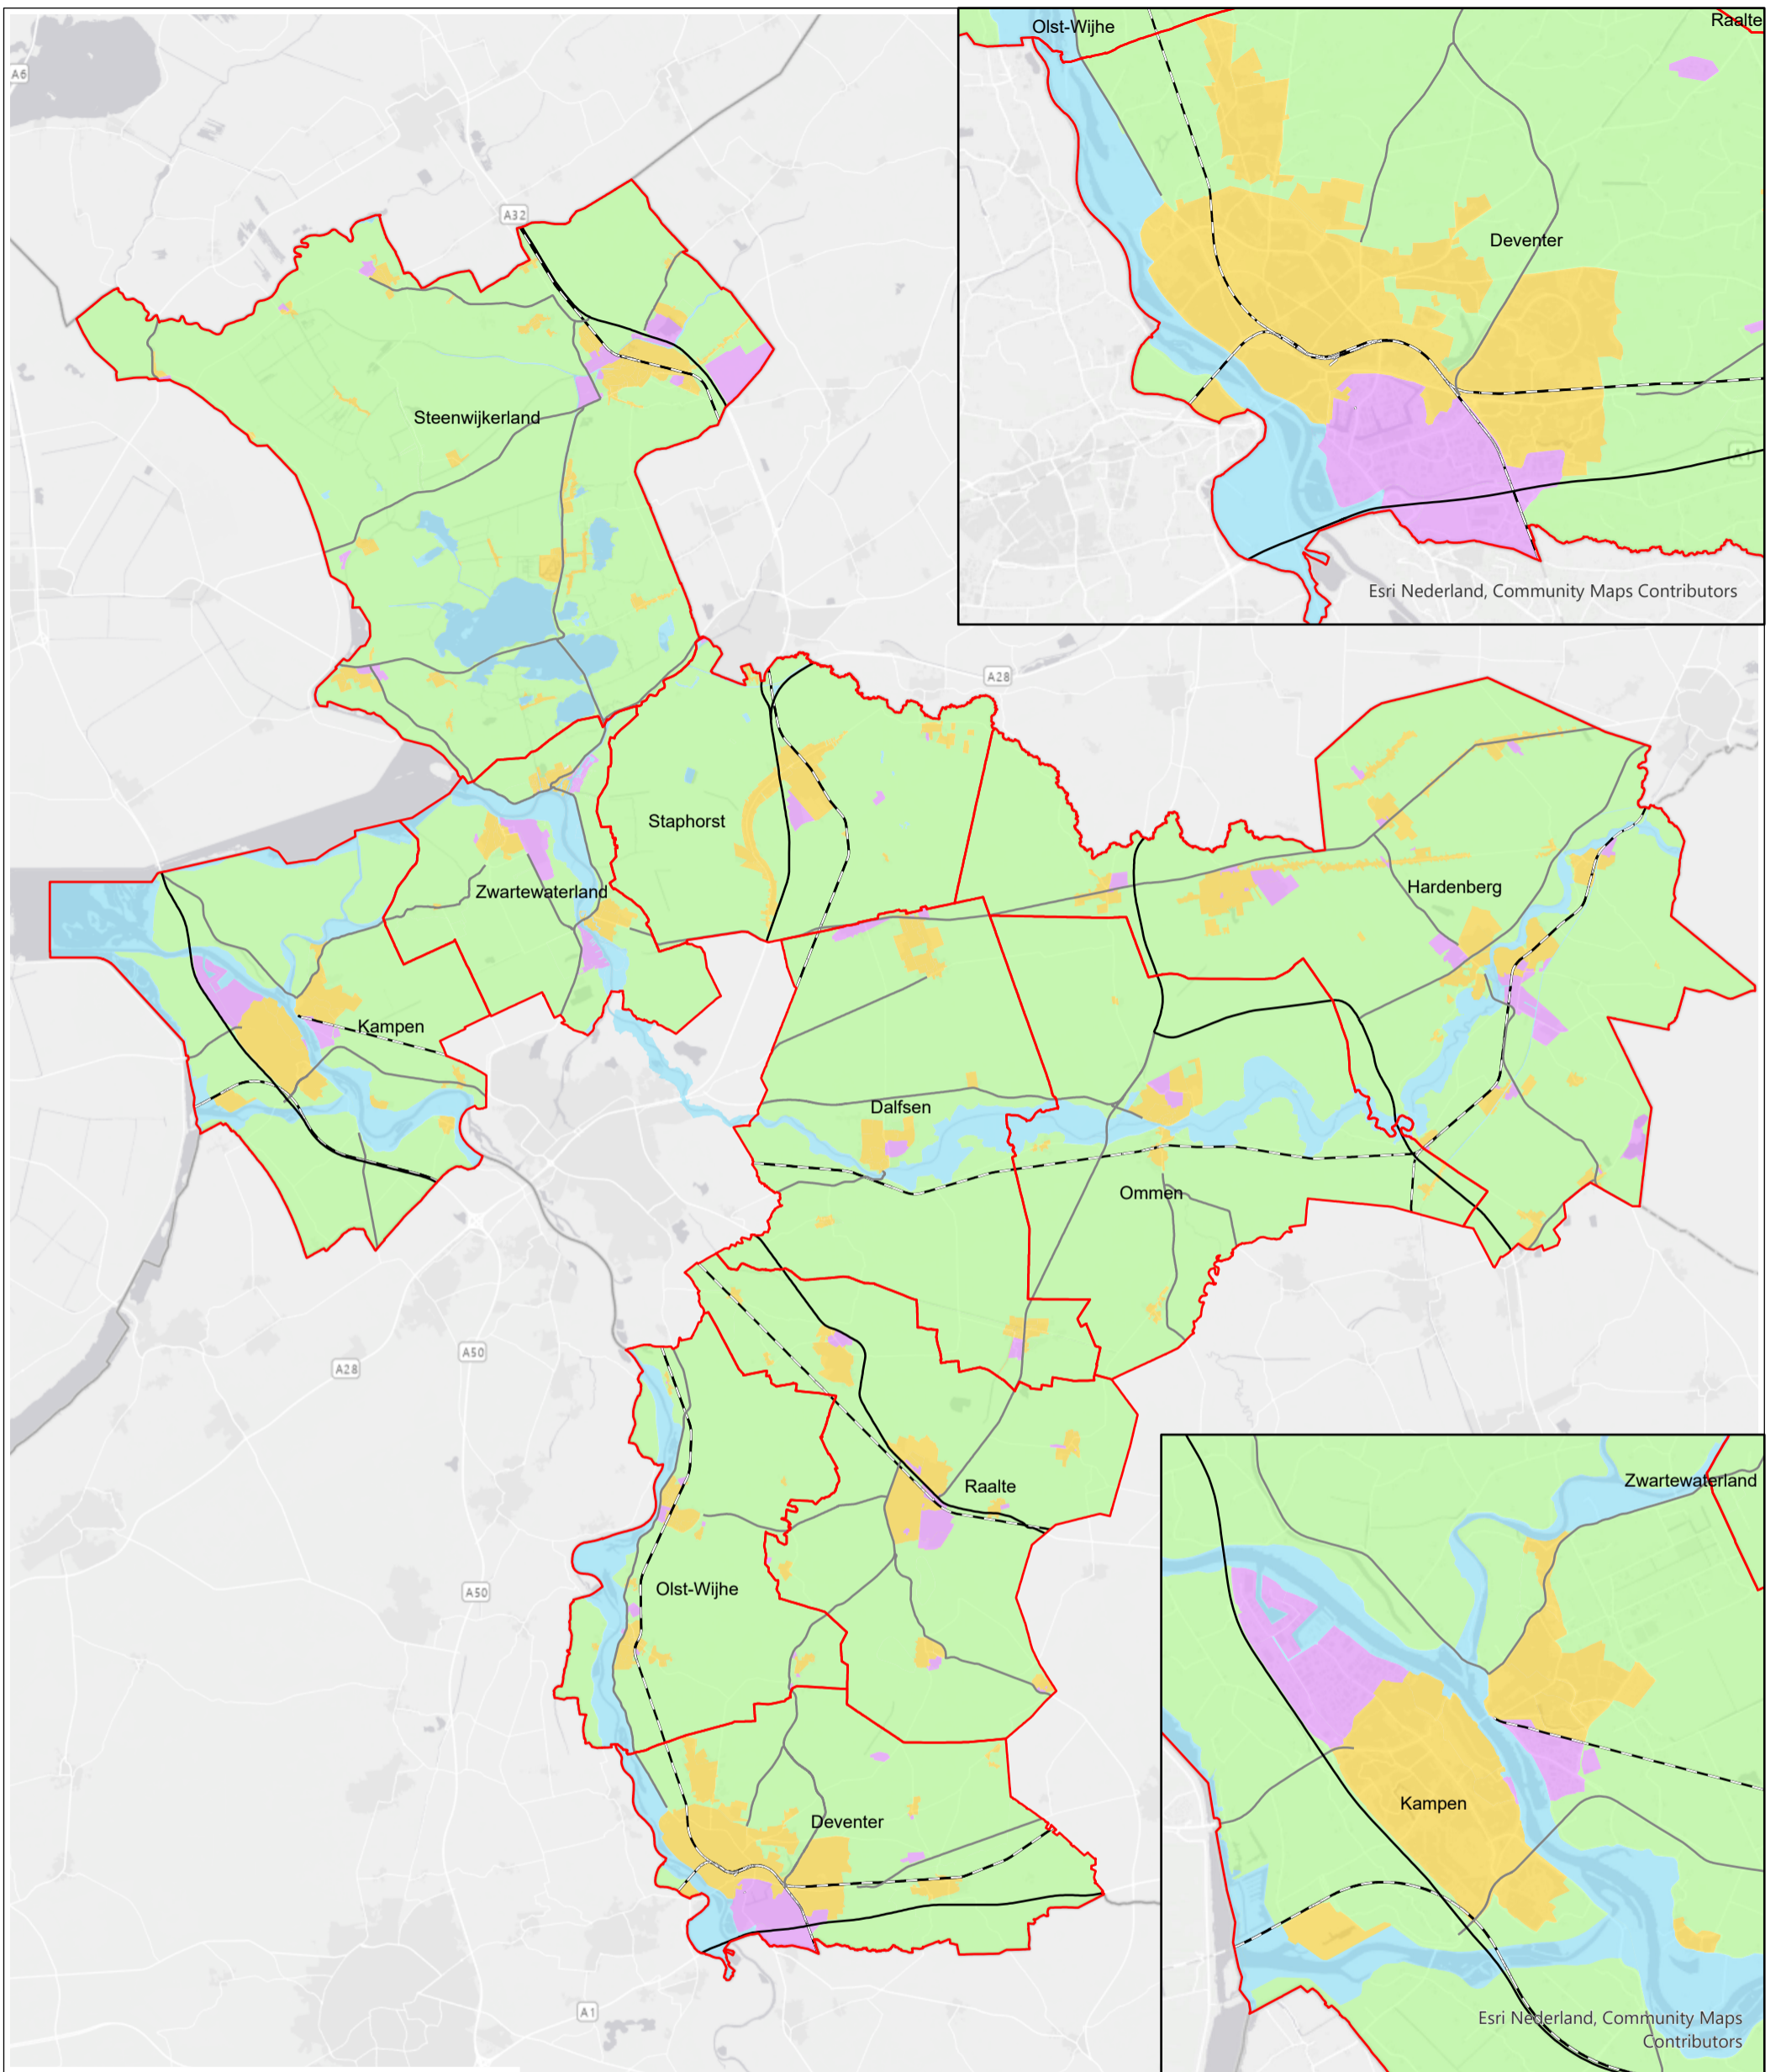 Olst-Wijhe
Raalte
A6
A32
Deventer
A1
Steenwijkerland
Esri Nederland, Community Maps Contributors
A28
Staphorst
Hardenberg
Zwartewaterland
Kampen
Dalfsen
Ommen
A50
A28
Zwartewaterland
Raalte
Olst-Wijhe
A50
Kampen
Deventer
A1
Esri Nederland, Community Maps
Contributors